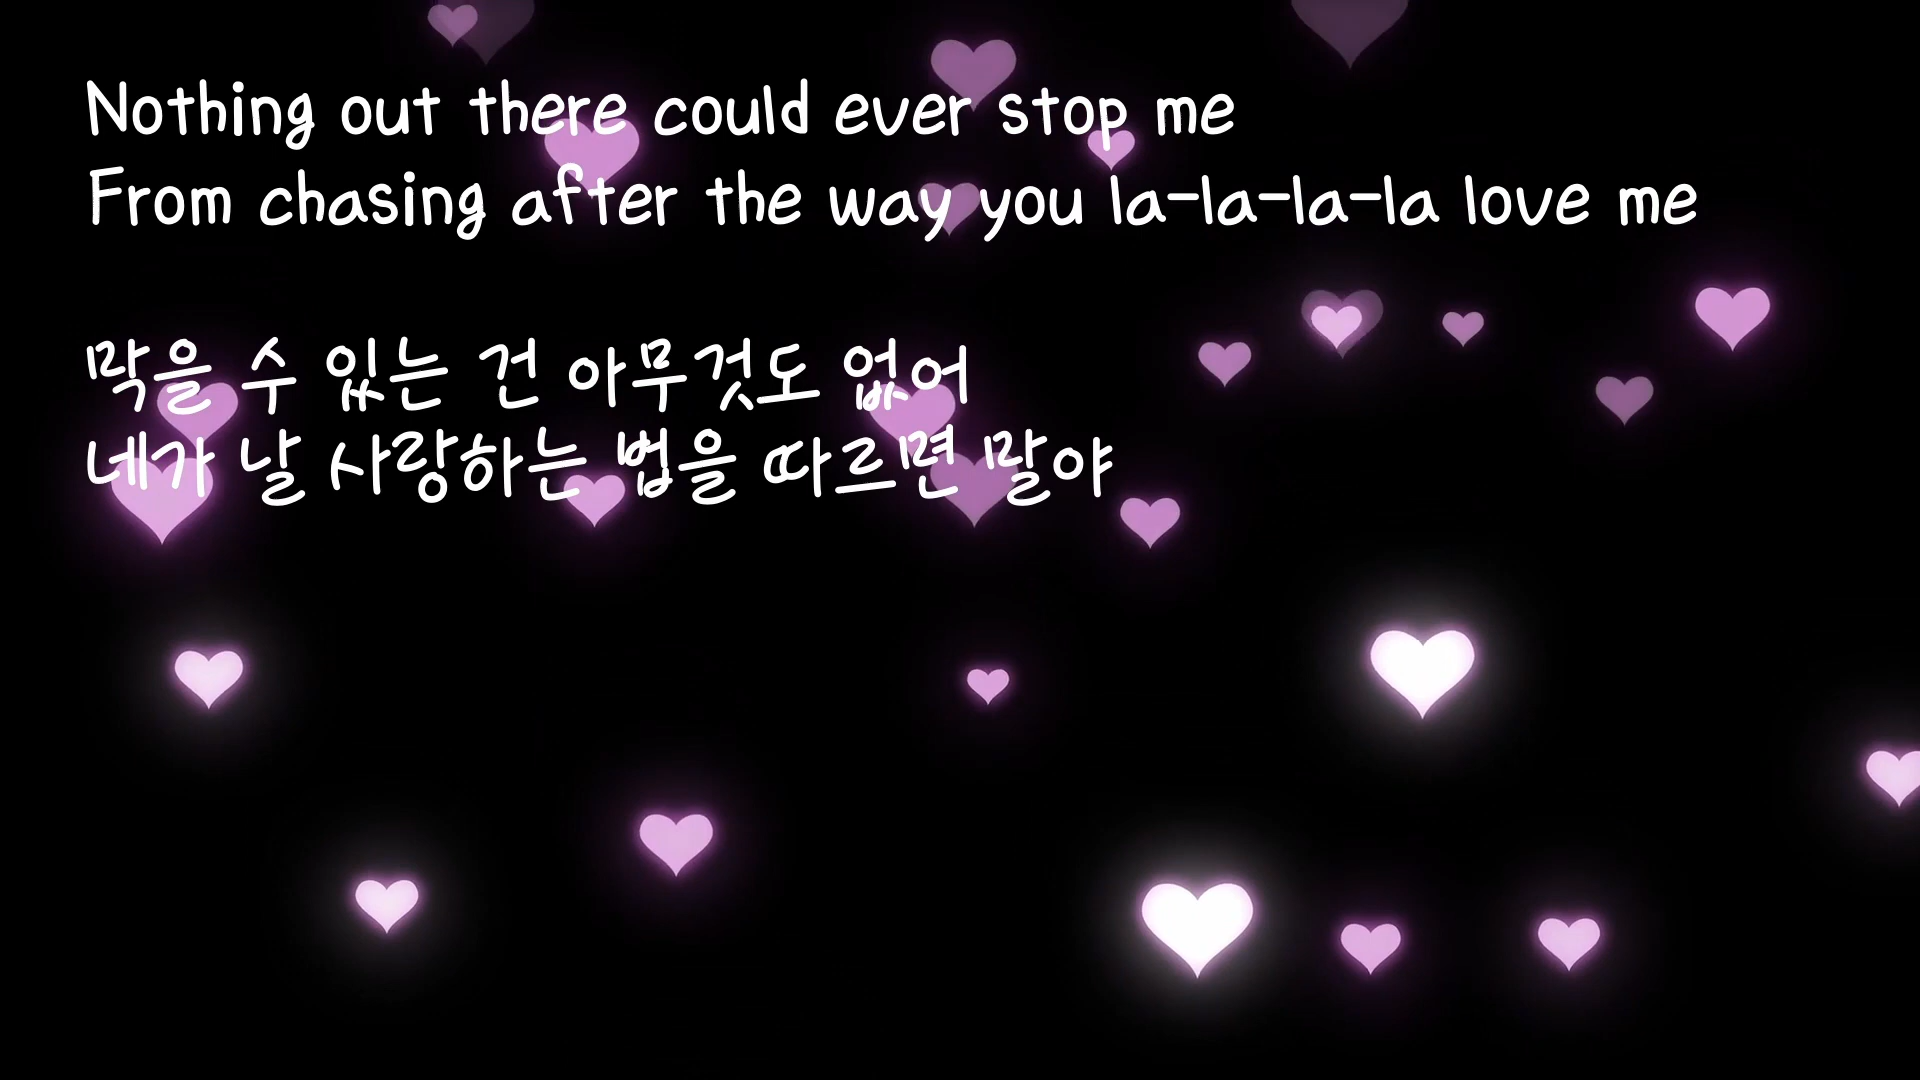 Nothing out there could ever stop me
From chasing after the way you la-la-la-la love me
막을 수 있는 건 아무것도 없어
네가 날 사랑하는 법을 따르면 말야